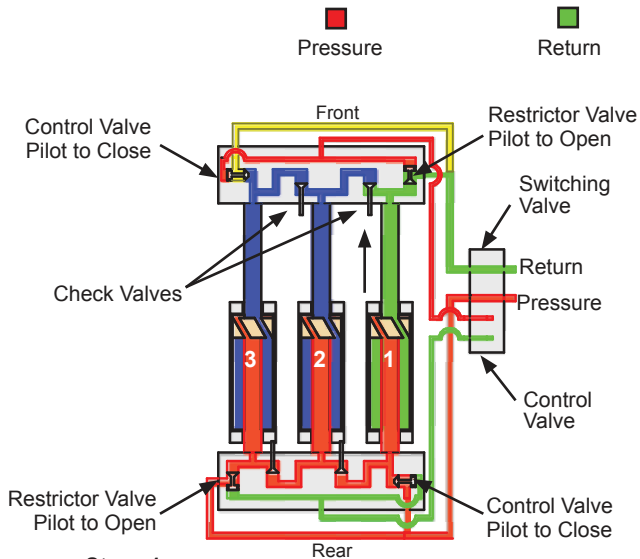 Pressure
Return
Front
Control Valve
Pilot to Close
Restrictor Valve
Pilot to Open
Switching
Valve
Return
Pressure
Check Valves
3
2
1
Control
Valve
Restrictor Valve
Pilot to Open
Control Valve
Pilot to Close
Rear